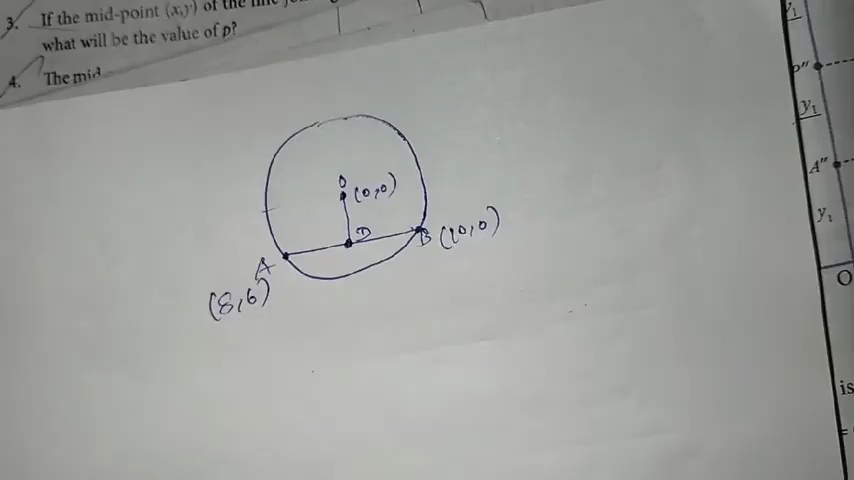 3. If the mid-point (x,y) of the line
what will be the value of p?
4. The mid
O
(0,0)
D
B (10,0)
A
(8,6)
y₁
P"
y₁
A"
y₁
O
is
=